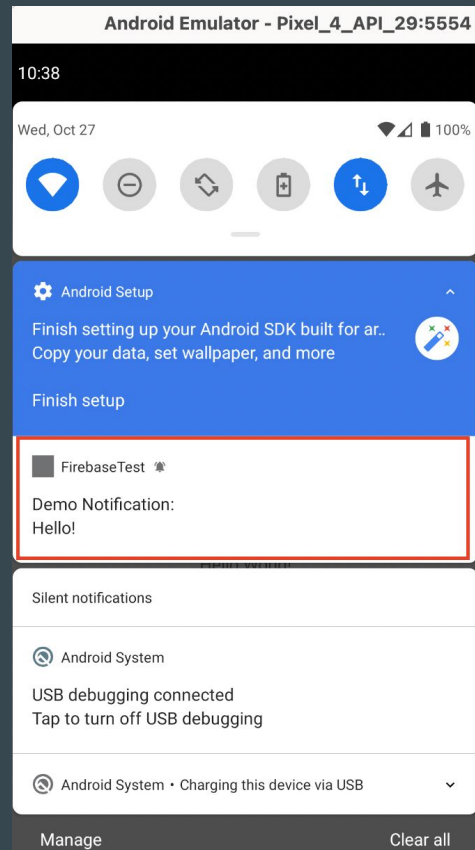 Android Emulator - Pixel_4_API_29:5554
10:38
Wed, Oct 27
100%
Android Setup
Finish setting up your Android SDK built for ar..
Copy your data, set wallpaper, and more
Finish setup
FirebaseTest
Demo Notification:
Hello!
Hello World!
Silent notifications
Android System
USB debugging connected
Tap to turn off USB debugging
Android System • Charging this device via USB
Manage
Clear all